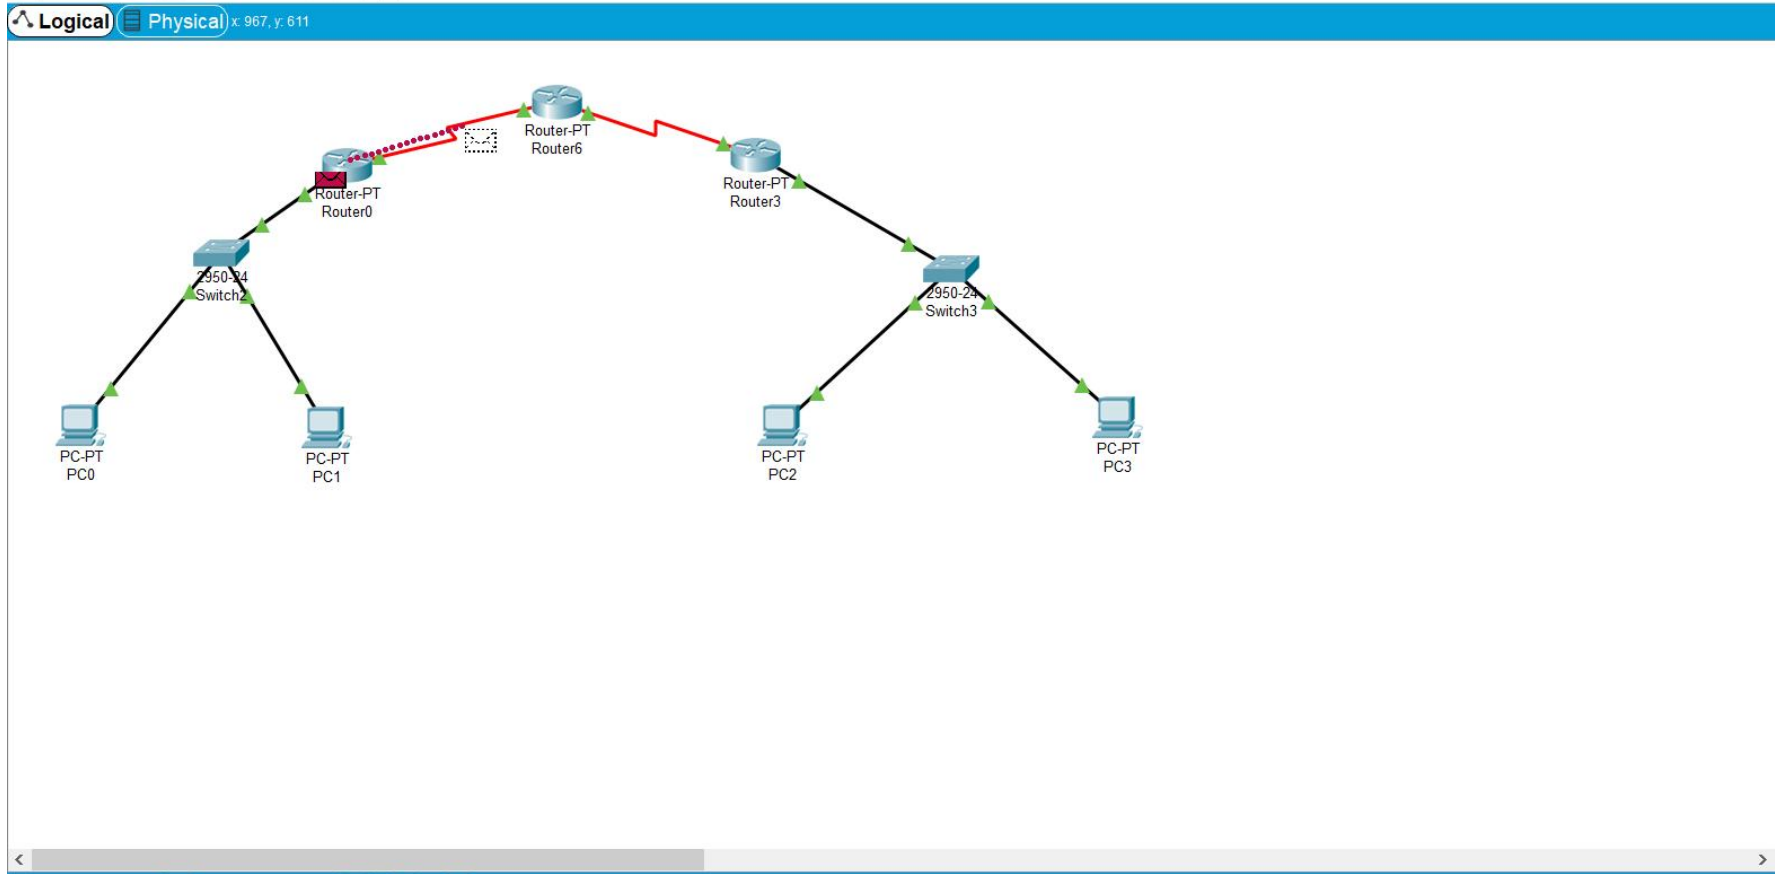 Logical Physical x: 967, y: 611
Router-PT
Router6
Router-PT
Router3
Router-PT
Router0
2950-24
Switch2
2950-24
Switch3
PC-PT
PC0
PC-PT
PC1
PC-PT
PC2
PC-PT
PC3